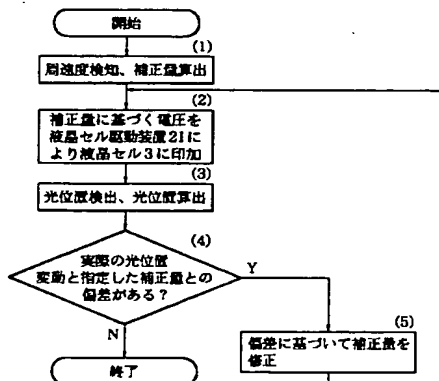 開始
(1)
周速度検知、補正量算出
(2)
補正量に基づく電圧を
液晶セル駆動装置21に
より液晶セル3に印加
(3)
光位置検出、光位置算出
(4)
実際の光位置
変動と指定した補正量との
偏差がある?
Y
N
(5)
偏差に基づいて補正量を
修正
終了